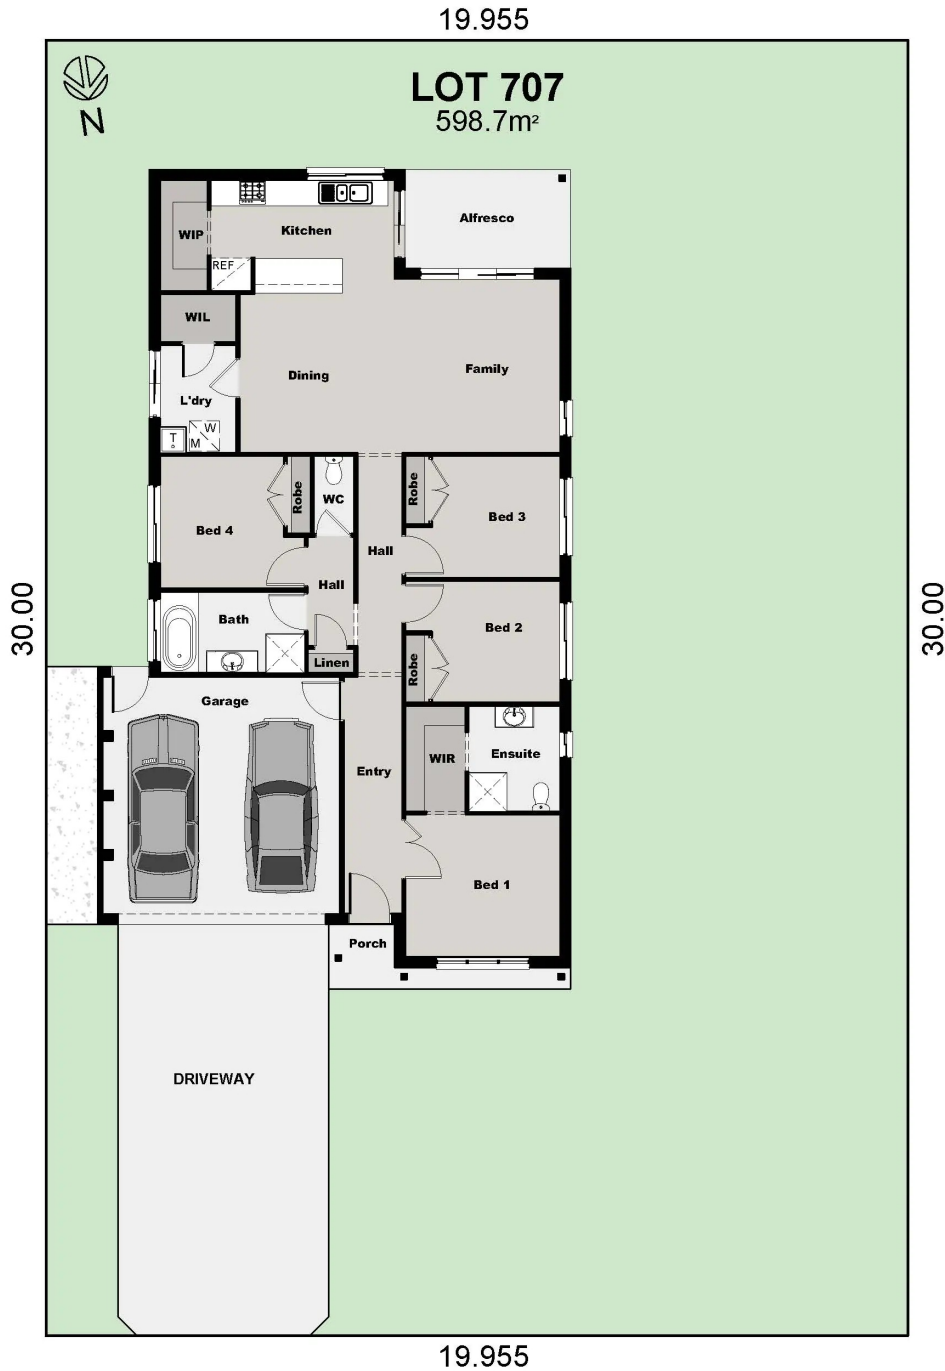 19.955
LOT 707
598.7m²
N
WIP
Kitchen
Alfresco
REF
WIL
Dining
Family
L'dry
T
W
M
Robe
WC
Robe
Bed 3
Bed 4
Hall
Hall
30.00
30.00
Bath
Bed 2
Robe
Linen
Garage
WIR
Ensuite
Entry
Bed 1
Porch
DRIVEWAY
19.955